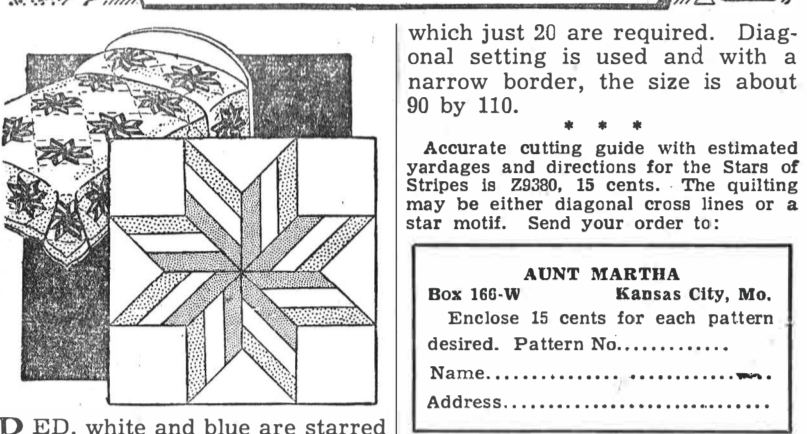 RED, white and blue are starred
which just 20 are required. Diag-
onal setting is used and with a
narrow border, the size is about
90 by 110.
* * *
Accurate cutting guide with estimated
yardages and directions for the Stars of
Stripes is Z9380, 15 cents. The quilting
may be either diagonal cross lines or a
star motif. Send your order to:
AUNT MARTHA
Box 166-W Kansas City, Mo.
Enclose 15 cents for each pattern
desired. Pattern No.............
Name................................
Address..............................